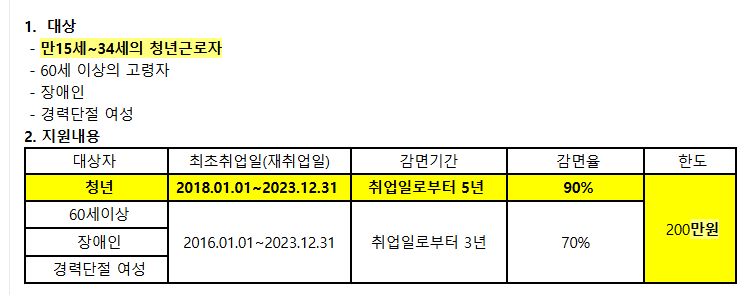 1. 대상
- 만15세~34세의 청년근로자
- 60세 이상의 고령자
- 장애인
- 경력단절 여성
2. 지원내용
대상자 최초취업일(재취업일) 감면기간 감면율 한도
청년 2018.01.01~2023.12.31 취업일로부터 5년 90% 200만원
60세이상
장애인 2016.01.01~2023.12.31 취업일로부터 3년 70%
경력단절 여성